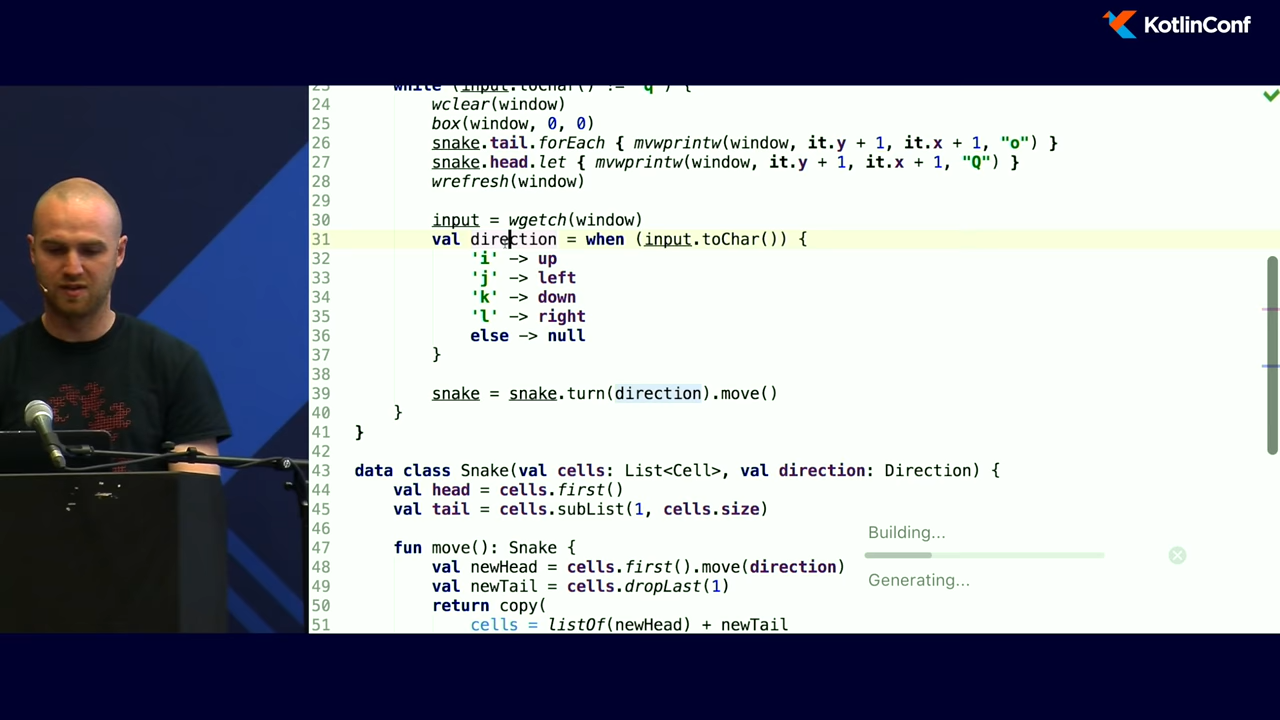 KotlinConf
23 while (input.toChar() != 'q') {
24 wclear(window)
25 box(window, 0, 0)
26 snake.tail.forEach { mvwprintw(window, it.y + 1, it.x + 1, "o") }
27 snake.head.let { mvwprintw(window, it.y + 1, it.x + 1, "Q") }
28 wrefresh(window)
29
30 input = wgetch(window)
31 val direction = when (input.toChar()) {
32 'i' -> up
33 'j' -> left
34 'k' -> down
35 'l' -> right
36 else -> null
37 }
38
39 snake = snake.turn(direction).move()
40 }
41 }
42
43 data class Snake(val cells: List<Cell>, val direction: Direction) {
44 val head = cells.first()
45 val tail = cells.subList(1, cells.size)
46
47 fun move(): Snake {
48 val newHead = cells.first().move(direction)
49 val newTail = cells.dropLast(1)
50 return copy(
51 cells = listOf(newHead) + newTail
Building...
Generating...